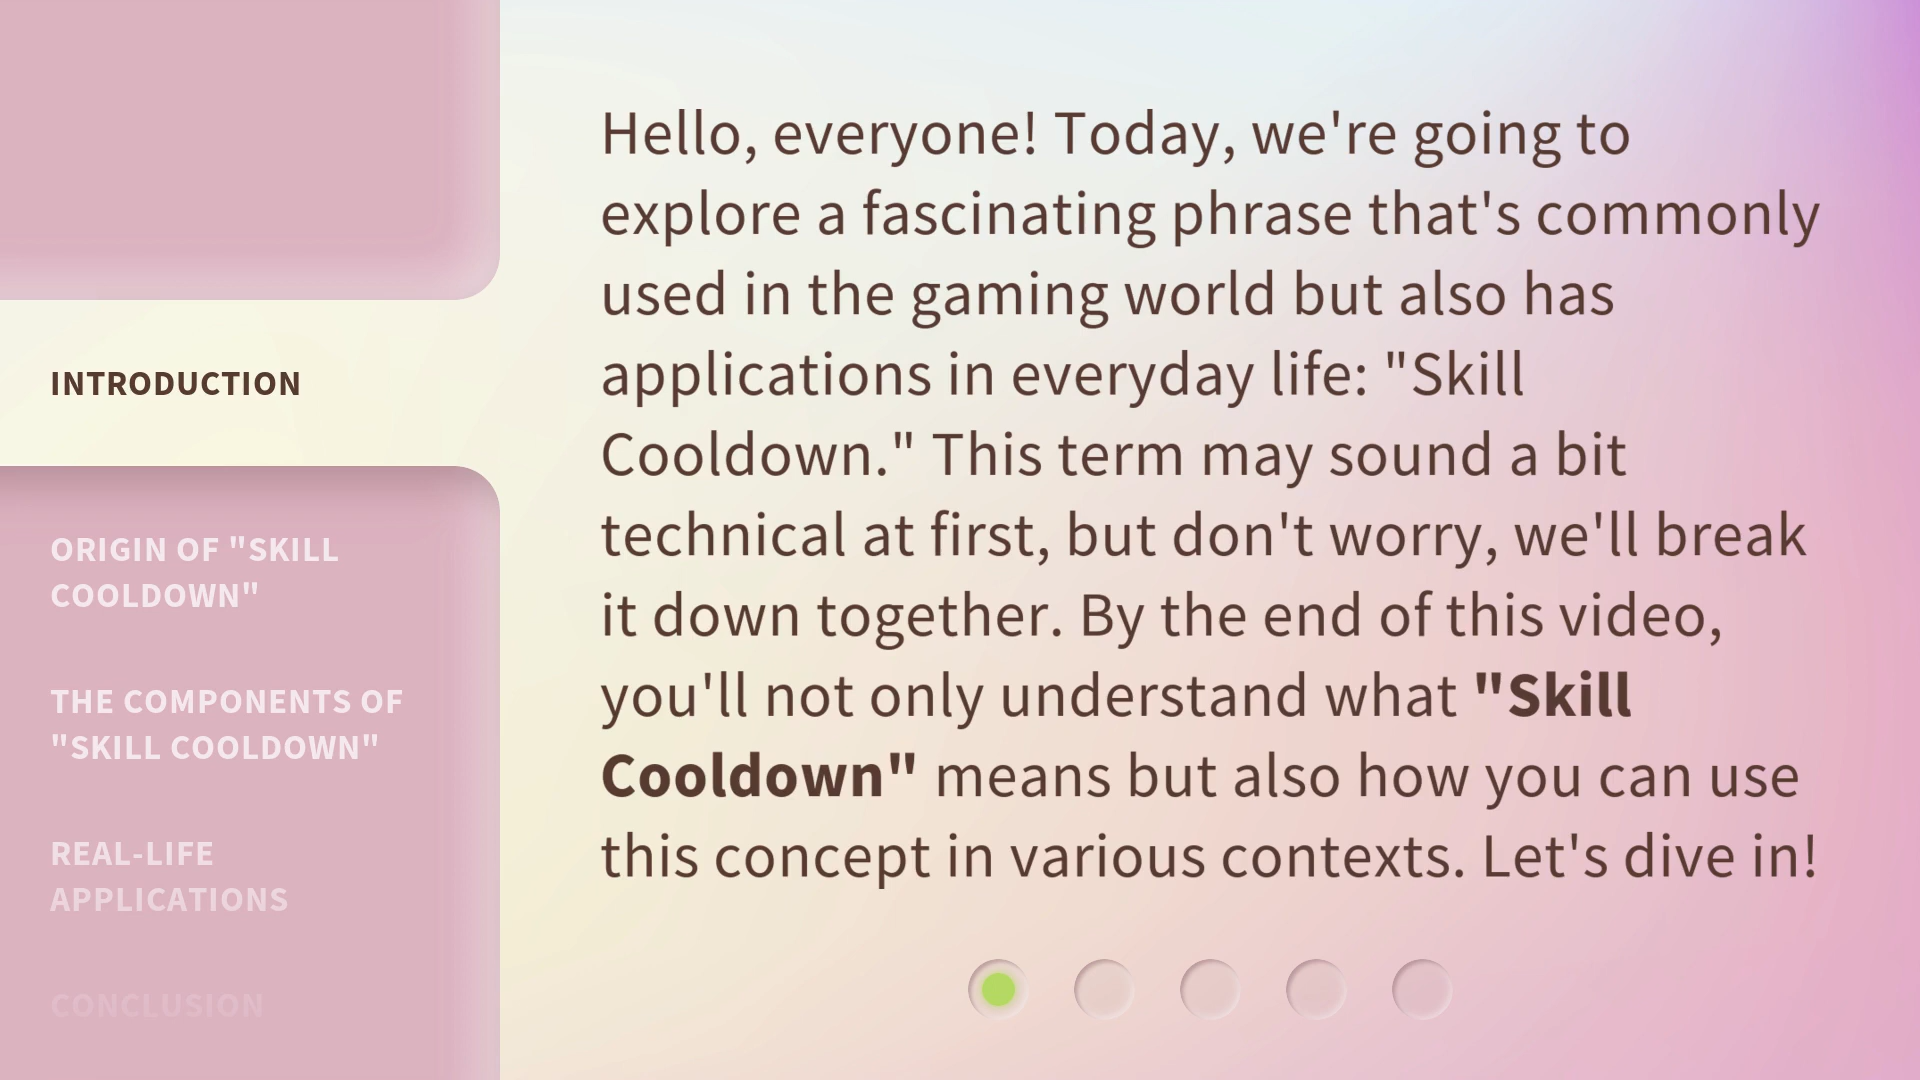 INTRODUCTION
ORIGIN OF "SKILL
COOLDOWN"
THE COMPONENTS OF
"SKILL COOLDOWN"
REAL-LIFE
APPLICATIONS
CONCLUSION
Hello, everyone! Today, we're going to
explore a fascinating phrase that's commonly
used in the gaming world but also has
applications in everyday life: "Skill
Cooldown." This term may sound a bit
technical at first, but don't worry, we'll break
it down together. By the end of this video,
you'll not only understand what "Skill
Cooldown" means but also how you can use
this concept in various contexts. Let's dive in!